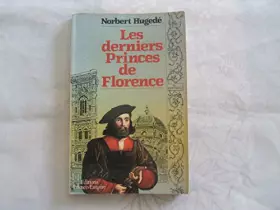 Norbert Hugedé
Les
derniers
Princes
de
Florence